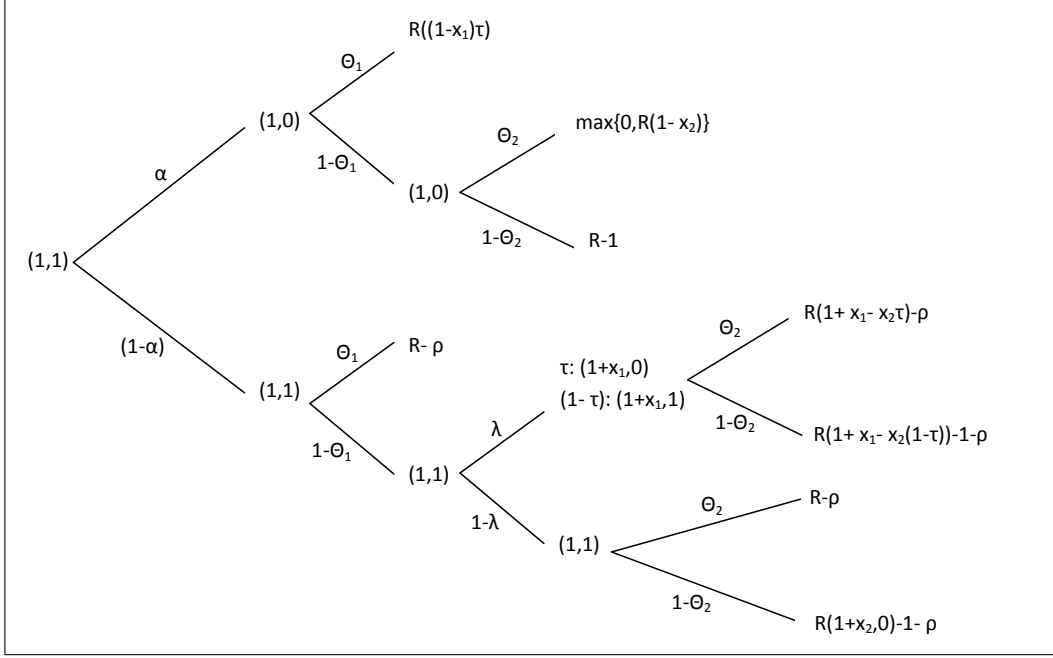 R((1-x₁)τ)
Θ₁
(1,0)
max{0,R(1- x₂)}
Θ₂
1-Θ₁
α
(1,0)
1-Θ₂
R-1
(1,1)
R(1+ x₁- x₂τ)-ρ
Θ₂
(1-α)
R- ρ
Θ₁
τ: (1+x₁,0)
(1- τ): (1+x₁,1)
(1,1)
1-Θ₂
λ
R(1+ x₁- x₂(1-τ))-1-ρ
1-Θ₁
(1,1)
R-ρ
Θ₂
1-λ
(1,1)
1-Θ₂
R(1+x₂,0)-1- ρ